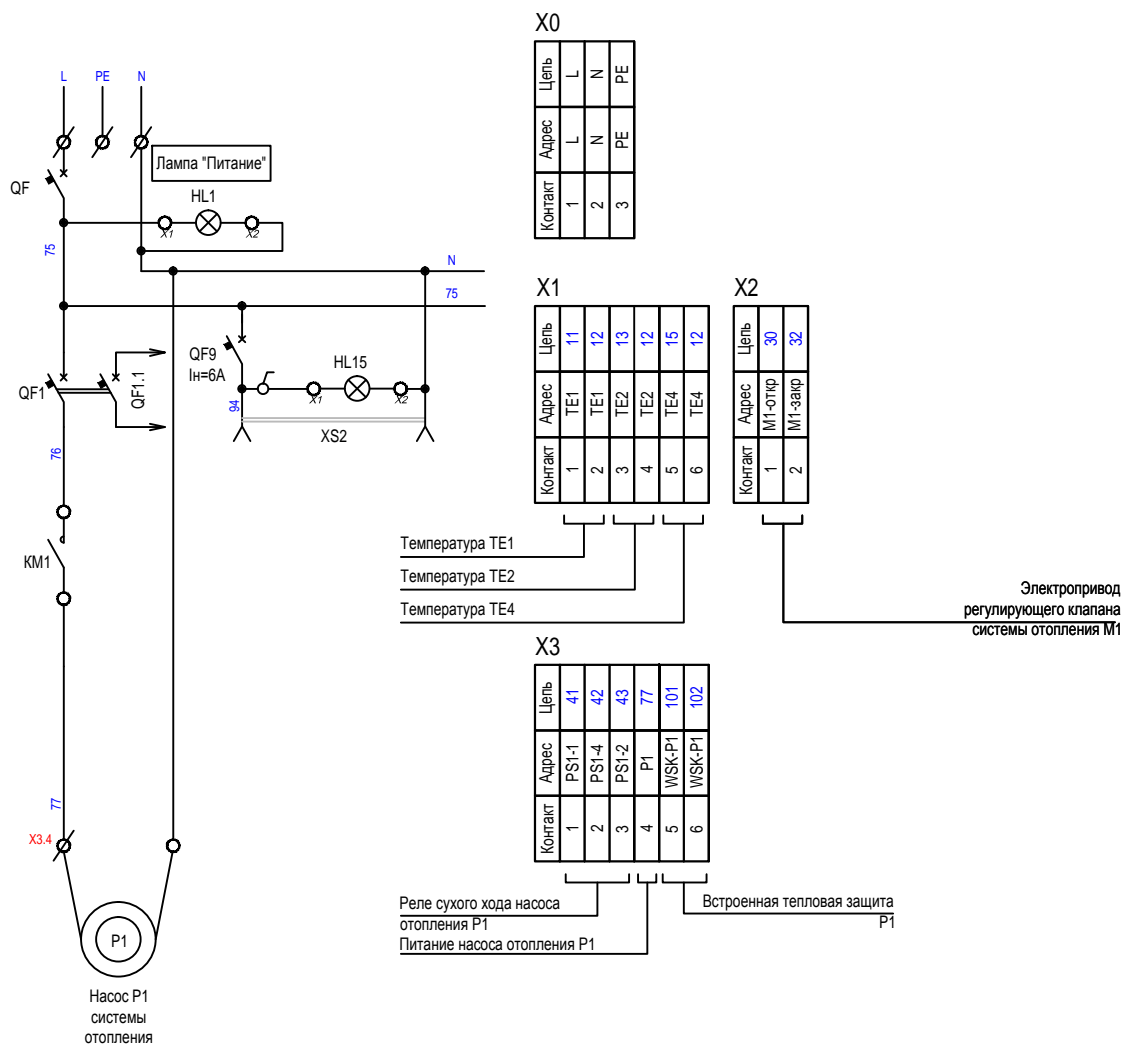 L
PE
N
Лампа "Питание"
QF
HL1
X1
X2
75
N
75
QF9
Iн=6А
HL15
X1
X2
94
XS2
QF1
QF1.1
76
КМ1
77
X3.4
P1
Насос P1
системы
отопления
X0
Контакт Адрес Цепь
1 L L
2 N N
3 PE PE
X1
Контакт Адрес Цепь
1 TE1 11
2 TE1 12
3 TE2 13
4 TE2 12
5 TE4 15
6 TE4 12
Температура TE1
Температура TE2
Температура TE4
X2
Контакт Адрес Цепь
1 М1-откр 30
2 М1-закр 32
Электропривод
регулирующего клапана
системы отопления М1
X3
Контакт Адрес Цепь
1 PS1-1 41
2 PS1-4 42
3 PS1-2 43
4 P1 77
5 WSK-P1 101
6 WSK-P1 102
Реле сухого хода насоса
отопления P1
Питание насоса отопления P1
Встроенная тепловая защита
P1